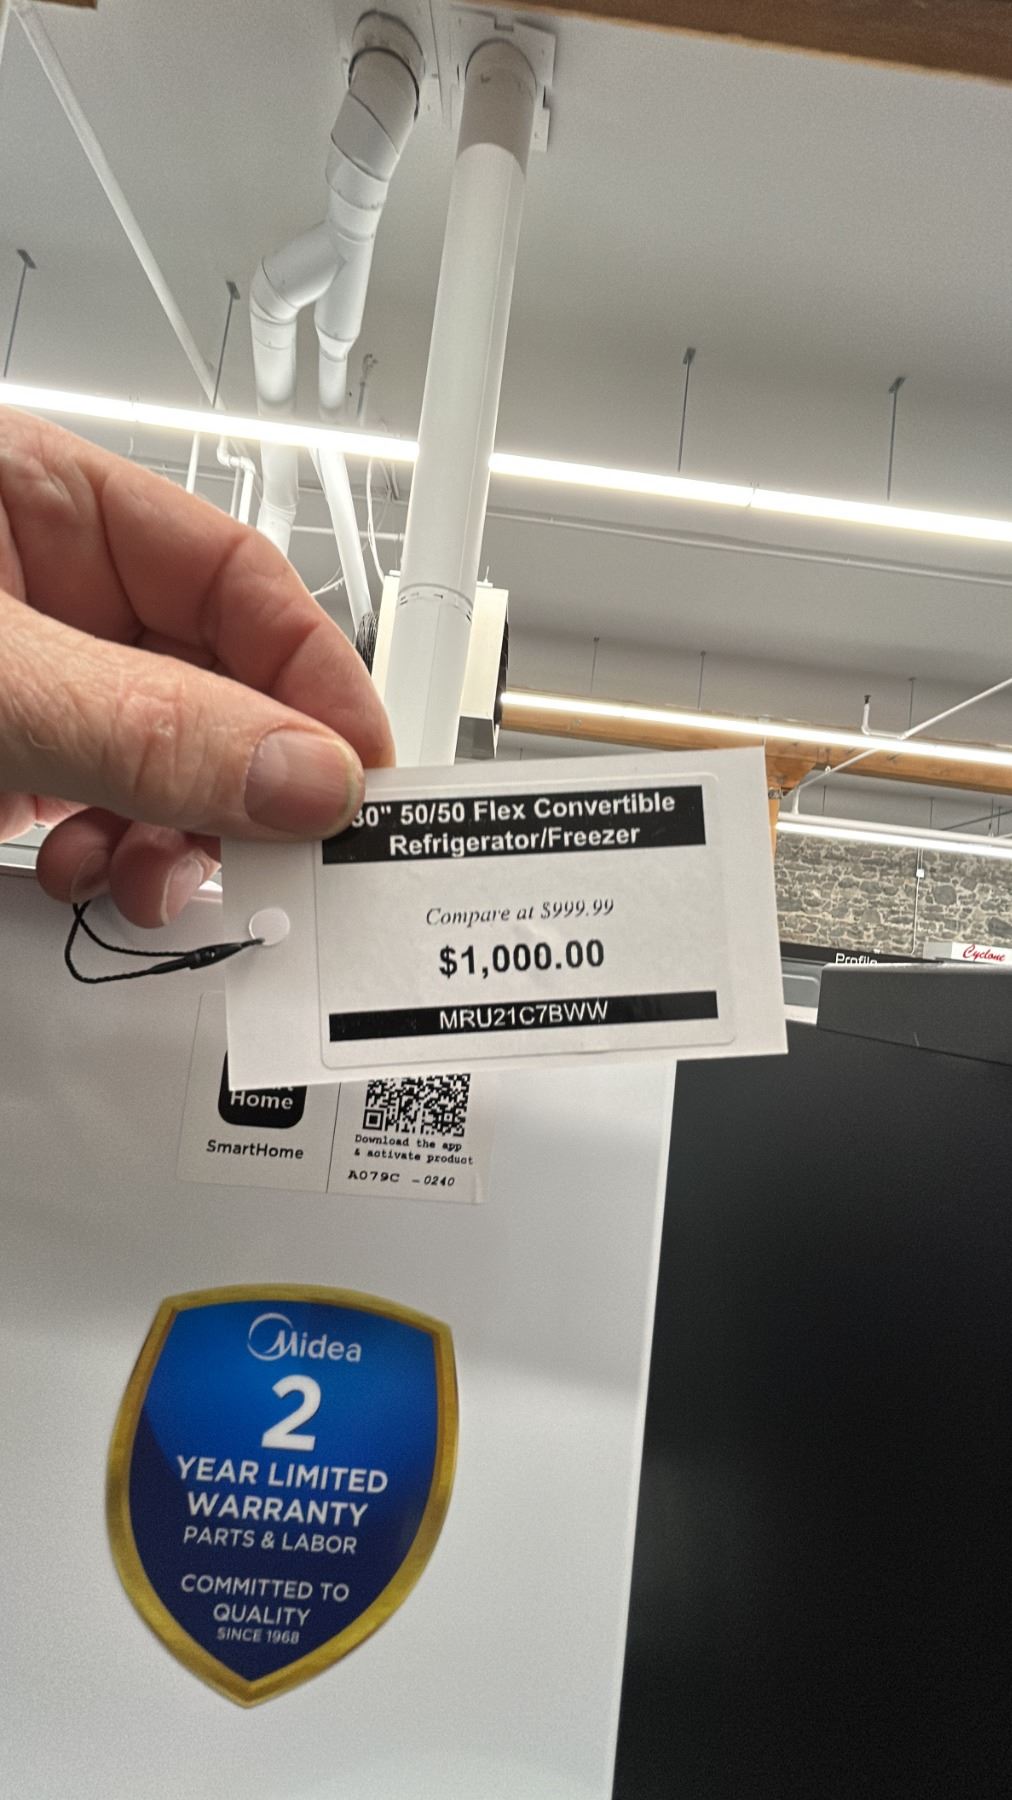 30" 50/50 Flex Convertible
Refrigerator/Freezer
Compare at $999.99
$1,000.00
MRU21C7BWW
Profile
Cyclone
Home
SmartHome
Download the app
& activate product
A079C - 0240
Midea
2
YEAR LIMITED
WARRANTY
PARTS & LABOR
COMMITTED TO
QUALITY
SINCE 1968